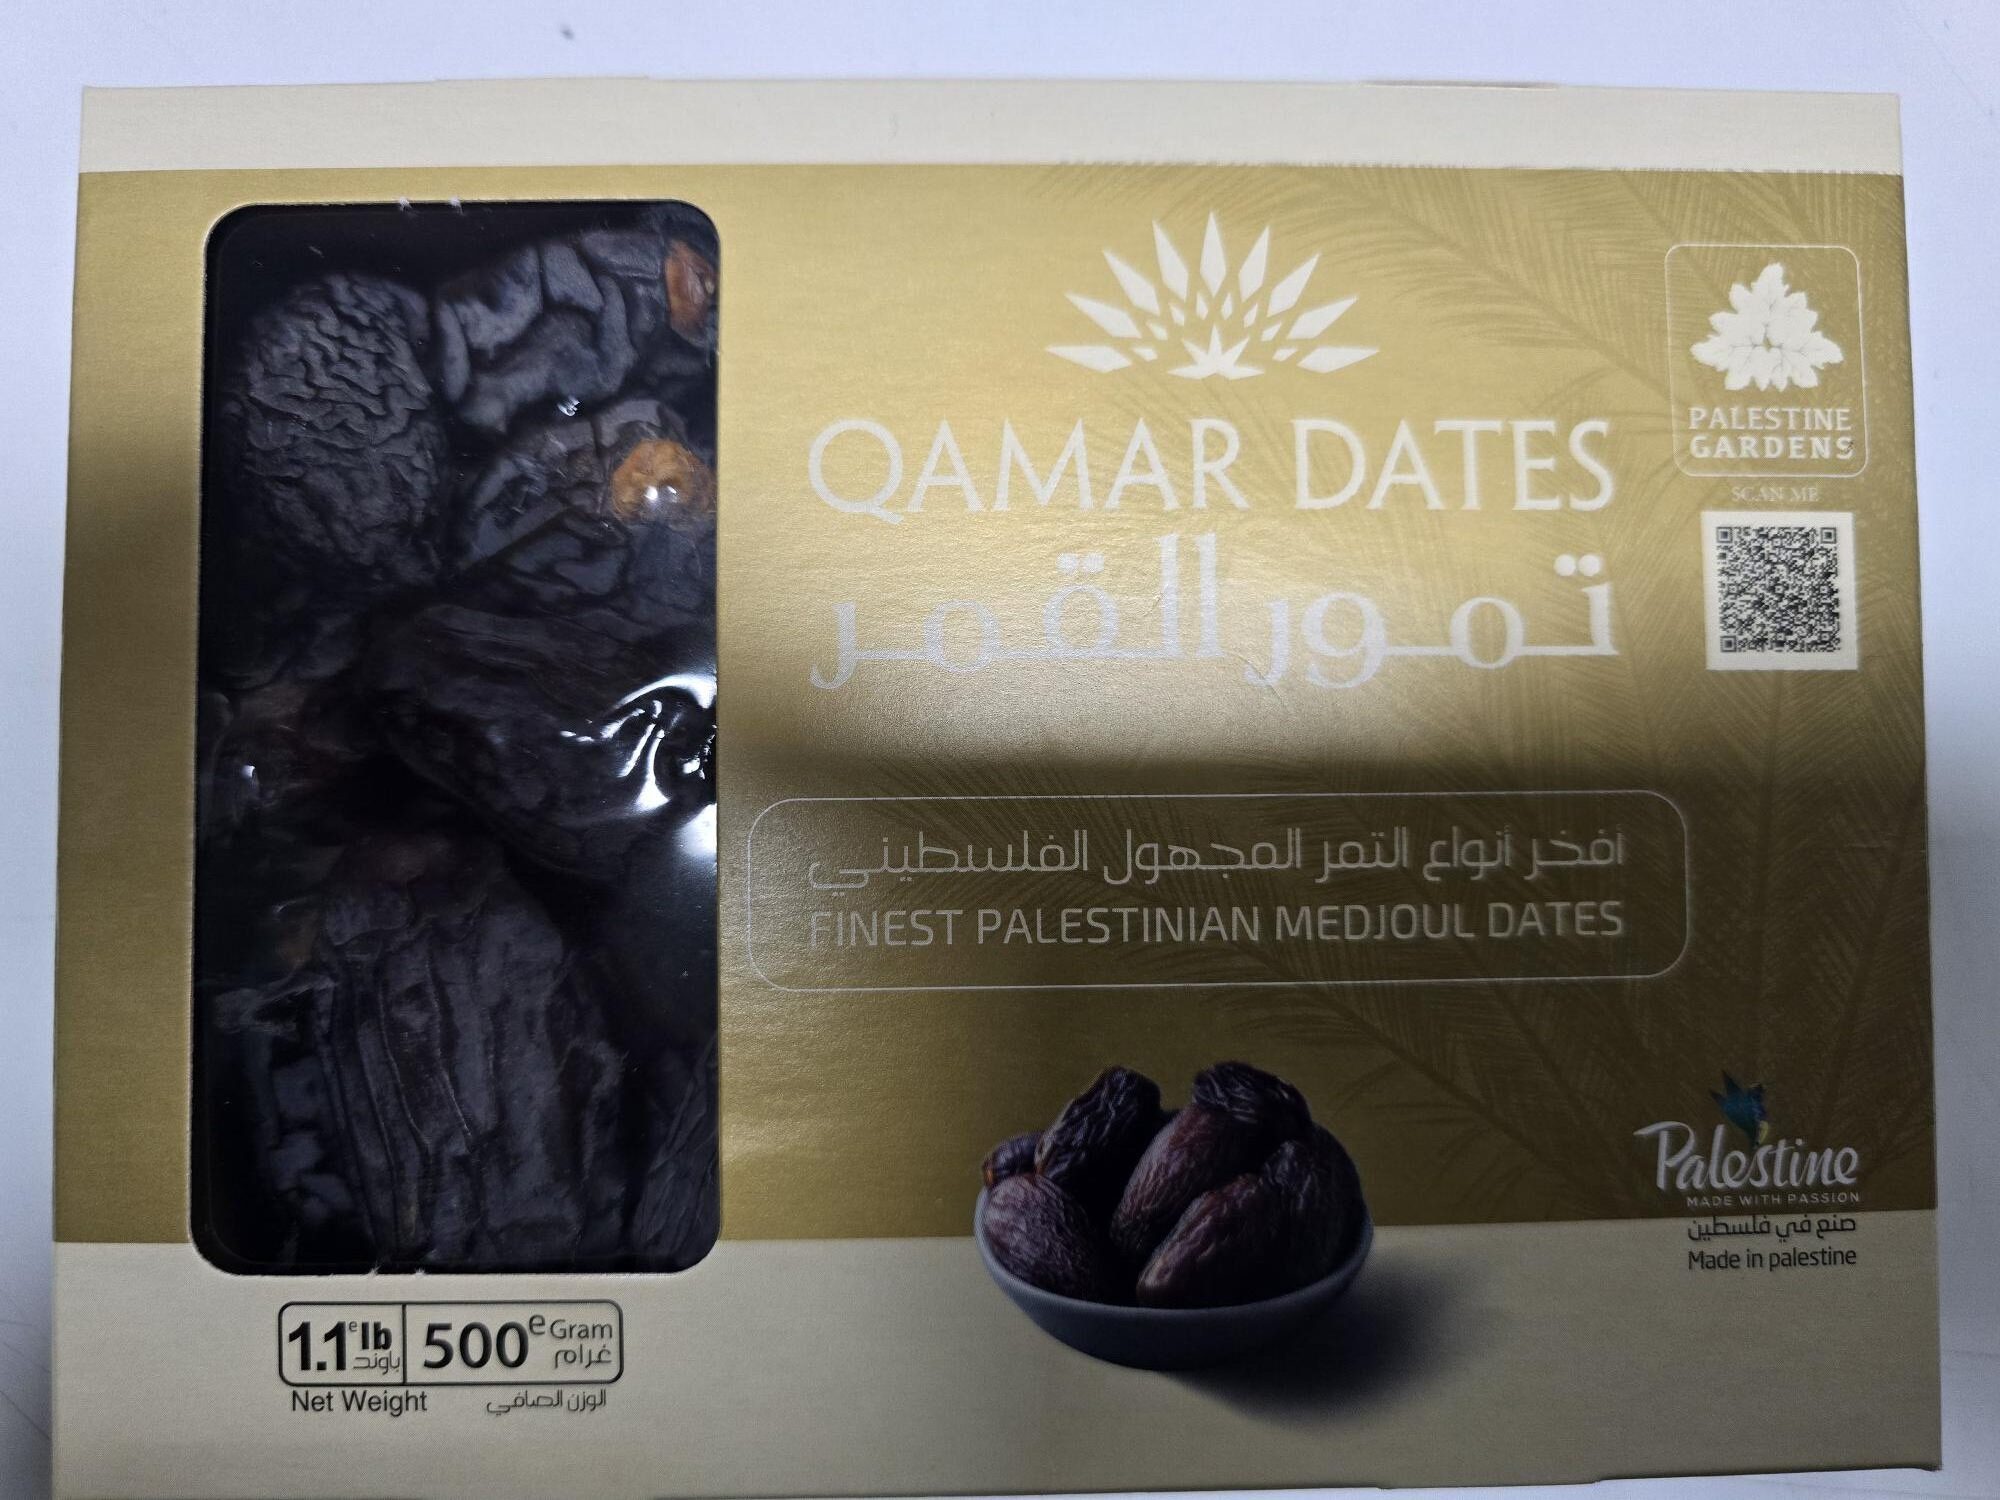 QAMAR DATES
تمور القمر
PALESTINE
GARDENS
SCAN ME
أفخر أنواع التمر المجهول الفلسطيني
FINEST PALESTINIAN MEDJOUL DATES
Palestine
MADE WITH PASSION
صنع في فلسطين
Made in palestine
1.1 e lb باوند 500 e Gram غرام
Net Weight الوزن الصافي